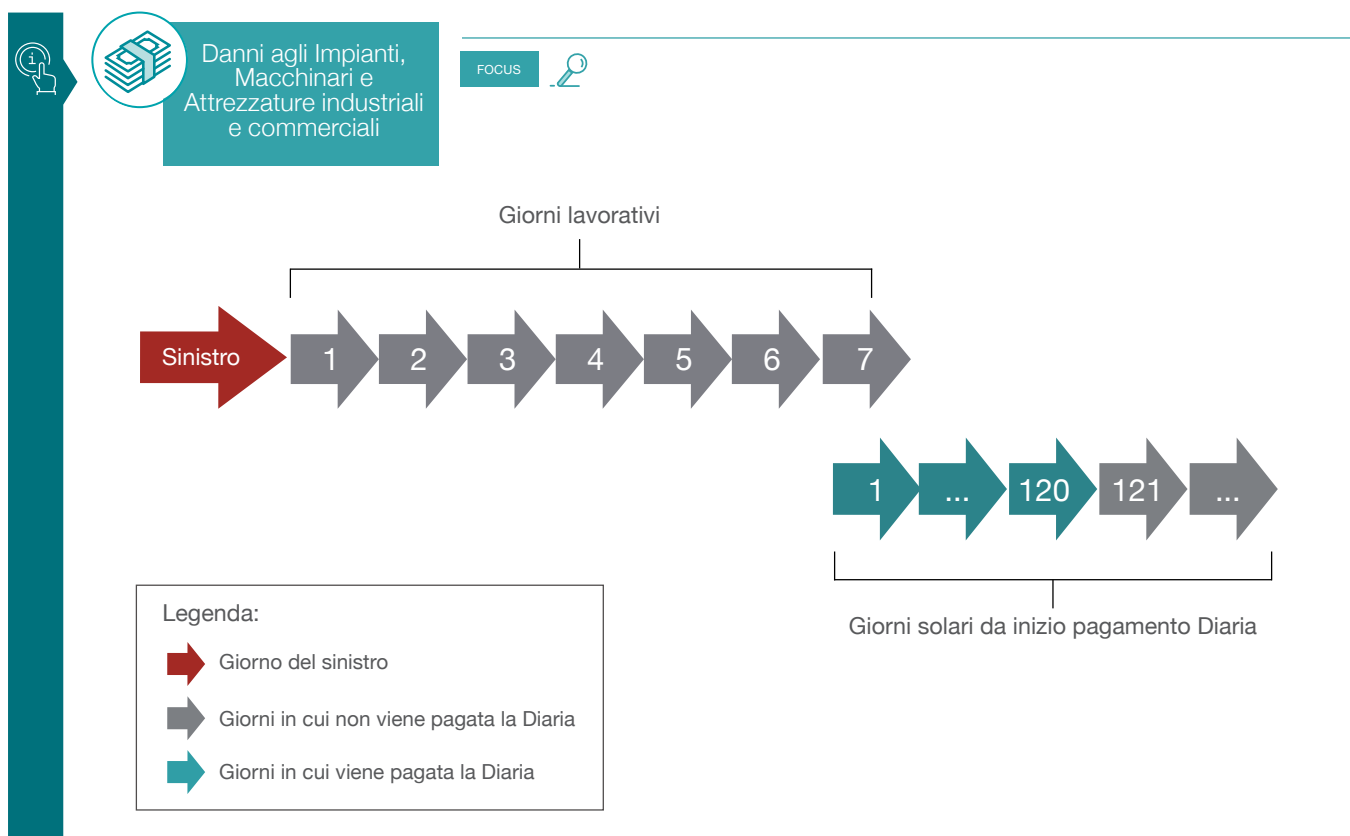 Danni agli Impianti,
Macchinari e
Attrezzature industriali
e commerciali
FOCUS
Giorni lavorativi
Sinistro
1
2
3
4
5
6
7
1
...
120
121
...
Giorni solari da inizio pagamento Diaria
Legenda:
Giorno del sinistro
Giorni in cui non viene pagata la Diaria
Giorni in cui viene pagata la Diaria